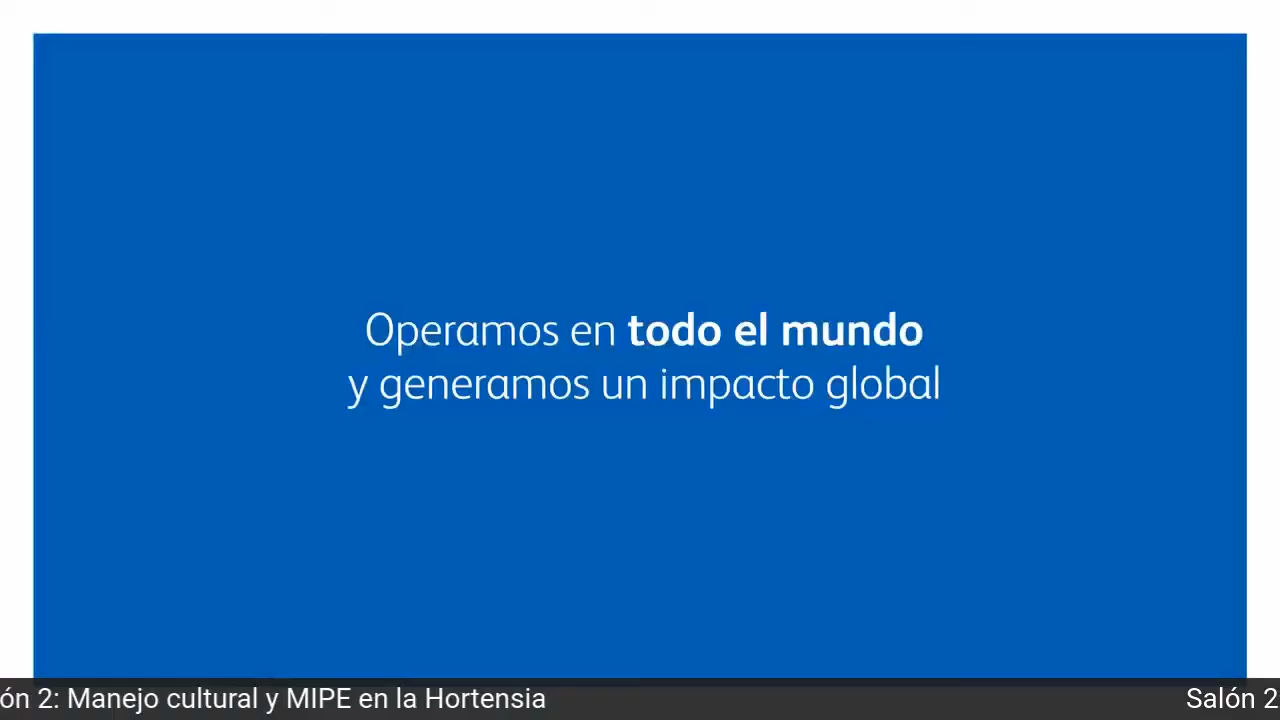 Operamos en todo el mundo
y generamos un impacto global
ón 2: Manejo cultural y MIPE en la Hortensia
Salón 2